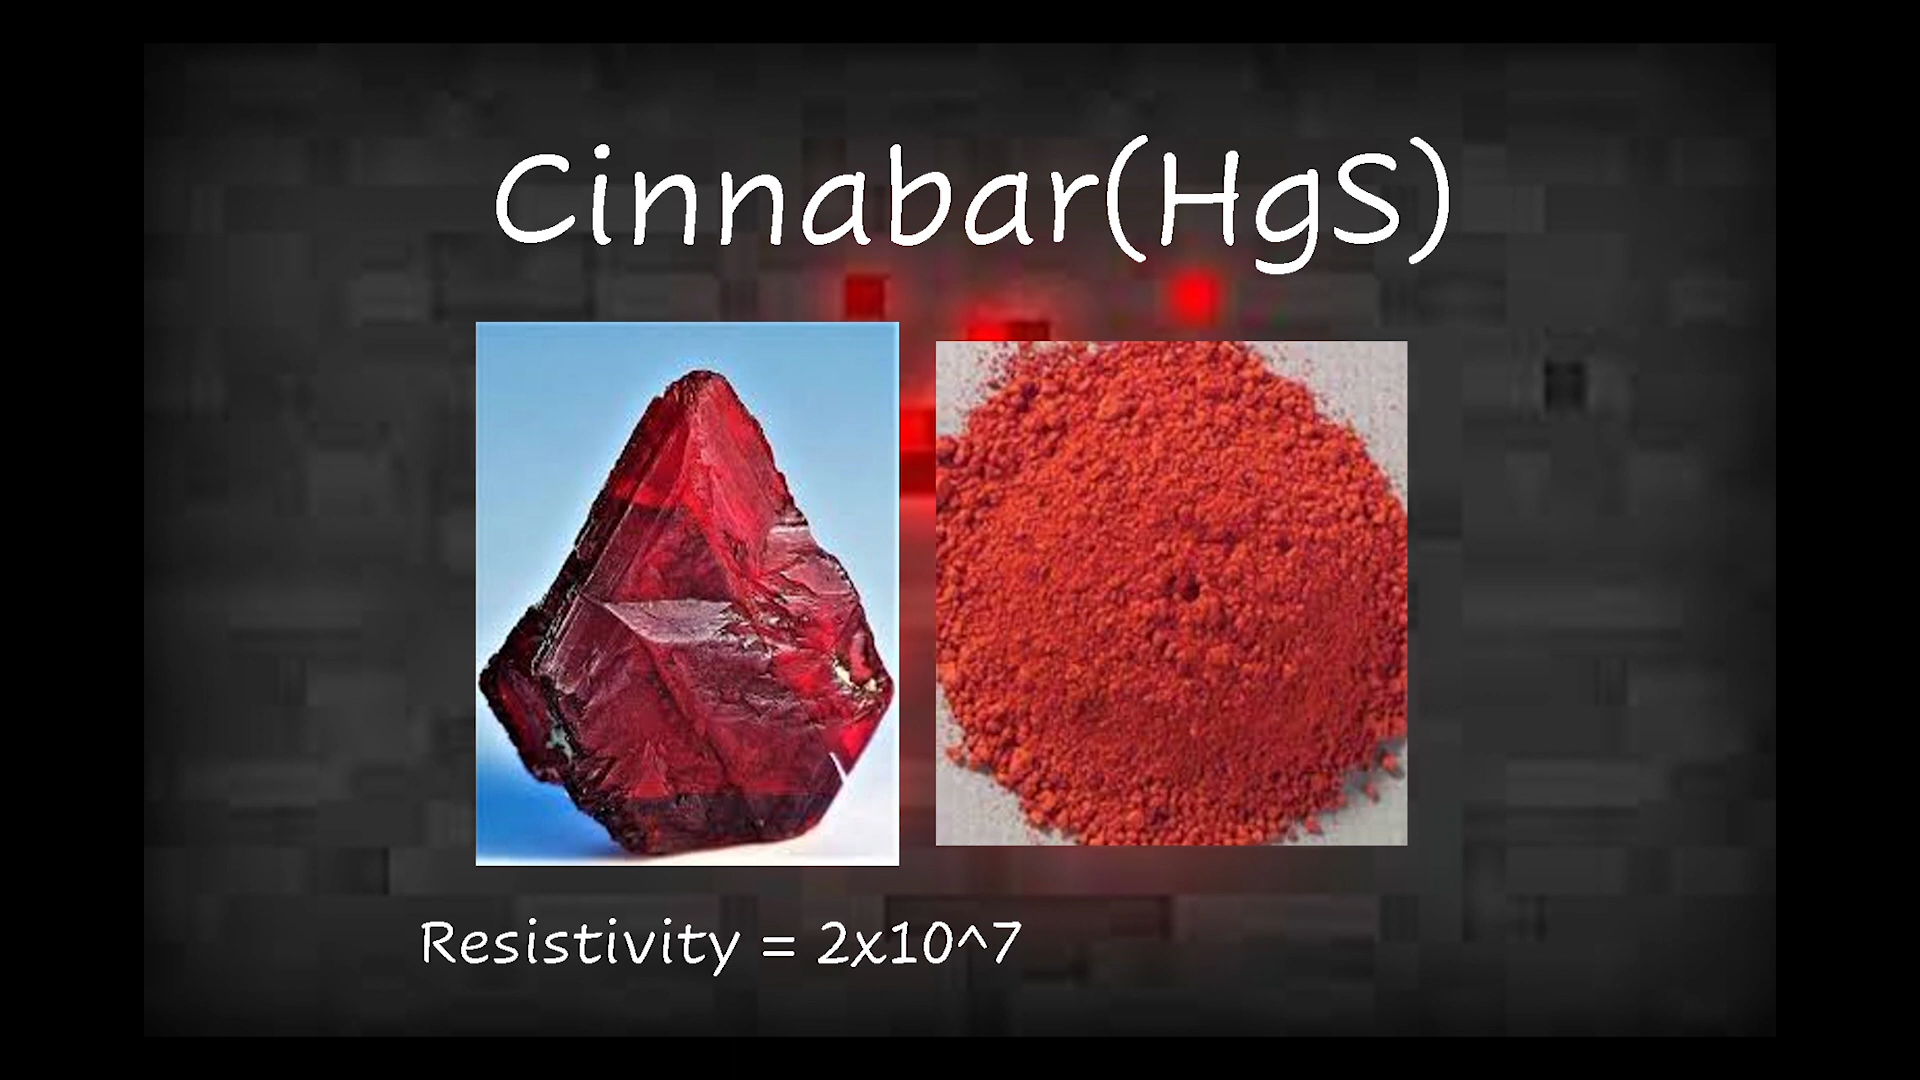 Cinnabar(HgS)
Resistivity = 2x10^7